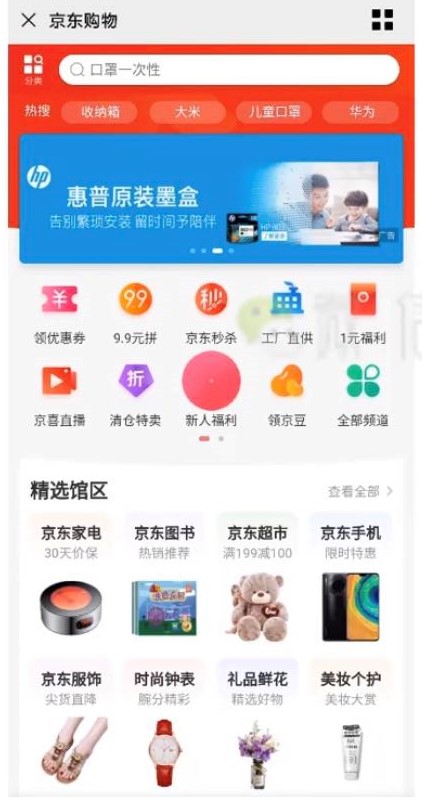 京东购物
分类
口罩一次性
热搜 收纳箱 大米 儿童口罩 华为
hp
惠普原装墨盒
告别繁琐安装 留时间予陪伴
广告
¥ 99 秒
领优惠券 9.9元拼 京东秒杀 工厂直供 1元福利
折
京喜直播 清仓特卖 新人福利 领京豆 全部频道
精选馆区 查看全部
京东家电 京东图书 京东超市 京东手机
30天价保 热销推荐 满199减100 限时特惠
京东服饰 时尚钟表 礼品鲜花 美妆个护
尖货直降 腕分精彩 精选好物 美妆大赏